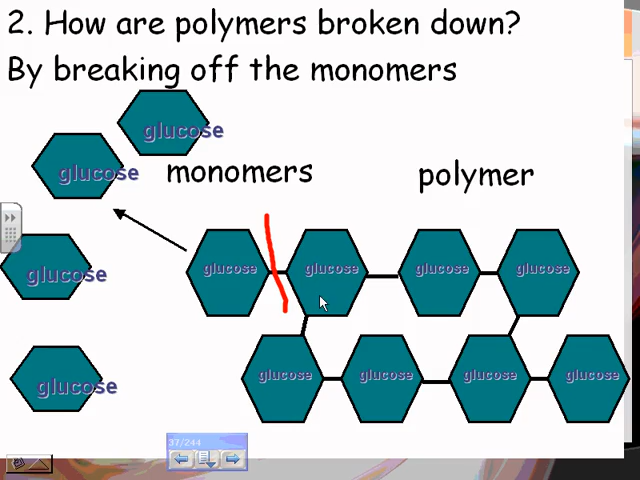 2. How are polymers broken down?
By breaking off the monomers
glucose
glucose
monomers
polymer
glucose
glucose
glucose
glucose
glucose
glucose
glucose
glucose
glucose
glucose
37/244